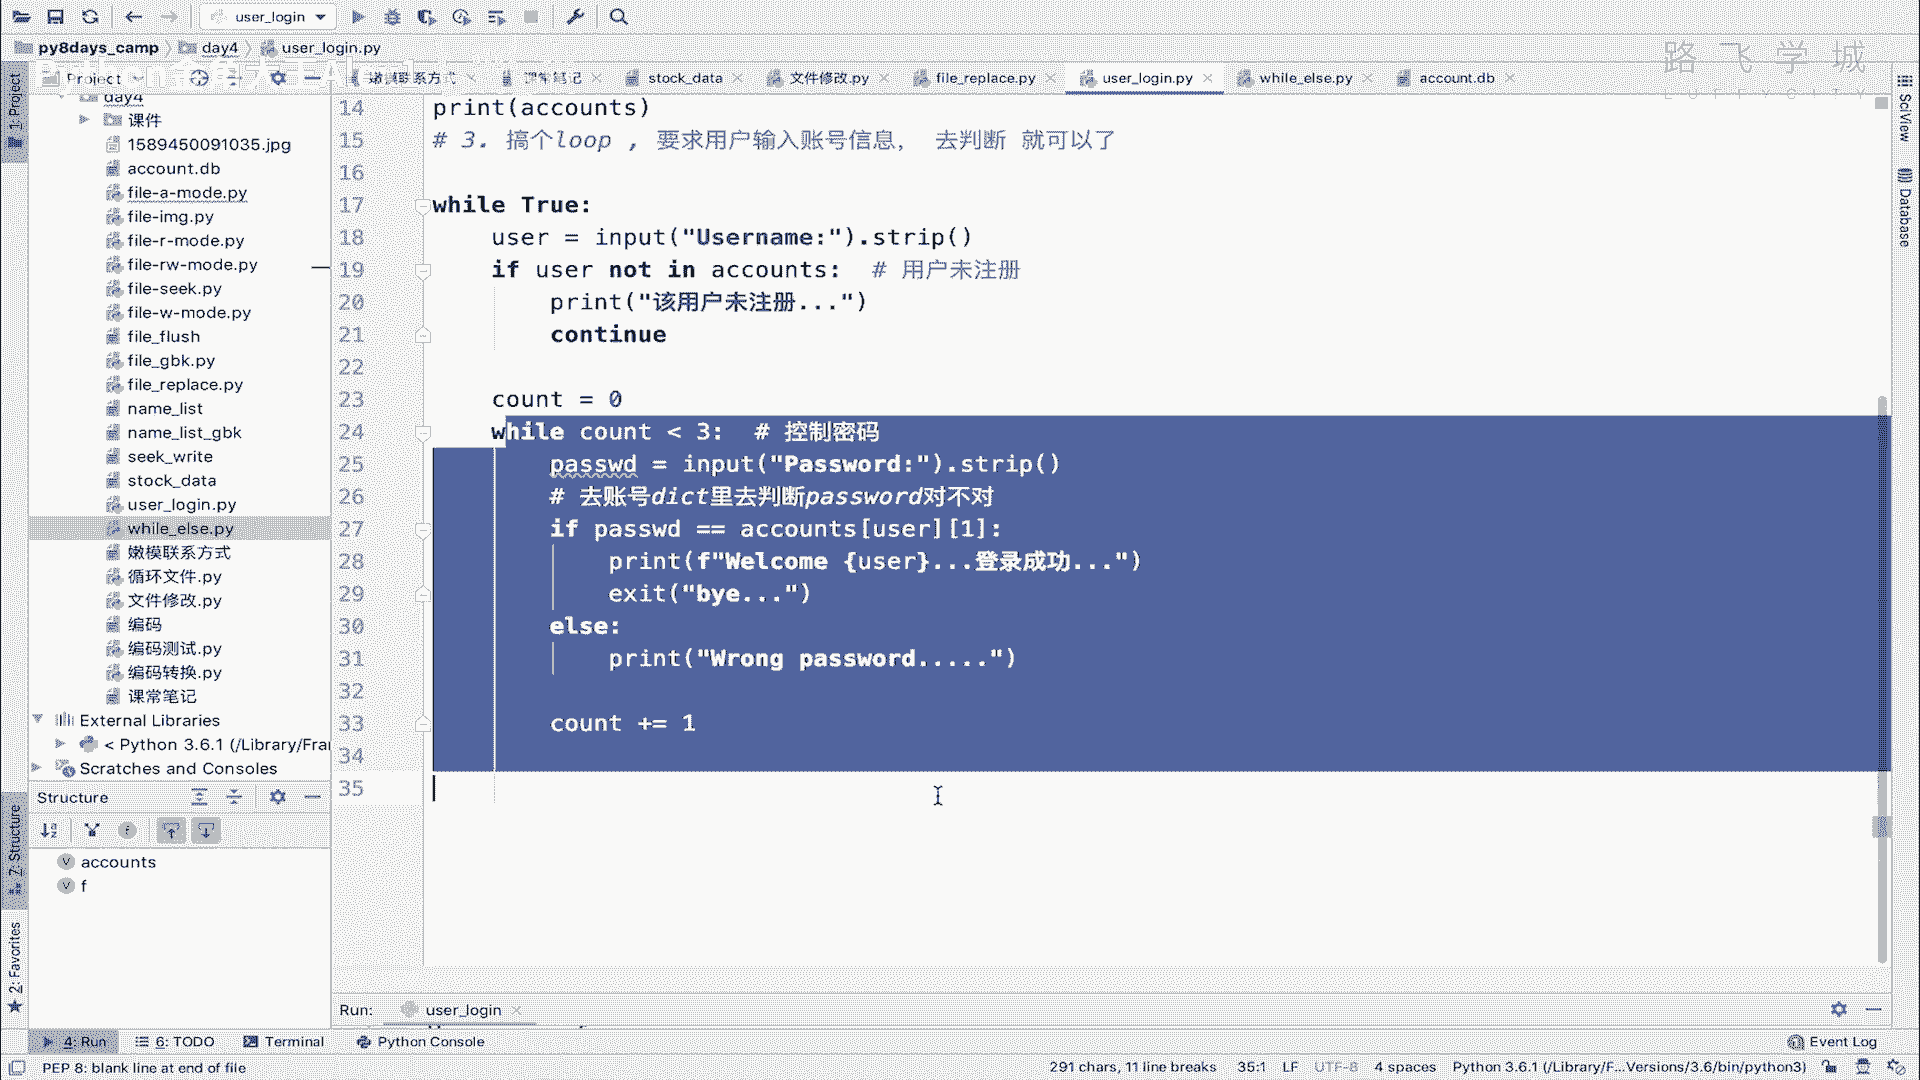 user_login
py8days_camp
day4
user_login.py
路 飞 学 城
L U F F Y C I T Y
Project
嫩模联系方式
课常笔记
stock_data
文件修改.py
file_replace.py
user_login.py
while_else.py
account.db
1: Project
SciView
Database
day4
课件
1589450091035.jpg
account.db
file-a-mode.py
file-img.py
file-r-mode.py
file-rw-mode.py
file-seek.py
file-w-mode.py
file_flush
file_gbk.py
file_replace.py
name_list
name_list_gbk
seek_write
stock_data
user_login.py
while_else.py
嫩模联系方式
循环文件.py
文件修改.py
编码
编码测试.py
编码转换.py
课常笔记
External Libraries
< Python 3.6.1 (/Library/Fra
Scratches and Consoles
14 print(accounts)
15 # 3. 搞个loop , 要求用户输入账号信息， 去判断 就可以了
16
17 while True:
18 user = input("Username:").strip()
19 if user not in accounts: # 用户未注册
20 print("该用户未注册...")
21 continue
22
23 count = 0
24 while count < 3: # 控制密码
25 passwd = input("Password:").strip()
26 # 去账号dict里去判断password对不对
27 if passwd == accounts[user][1]:
28 print(f"Welcome {user}...登录成功...")
29 exit("bye...")
30 else:
31 print("Wrong password.....")
32
33 count += 1
34
35
Structure
7: Structure
accounts
f
2: Favorites
Run: user_login
4: Run
6: TODO
Terminal
Python Console
Event Log
PEP 8: blank line at end of file
291 chars, 11 line breaks
35:1
LF
UTF-8
4 spaces
Python 3.6.1 (/Library/F...Versions/3.6/bin/python3)